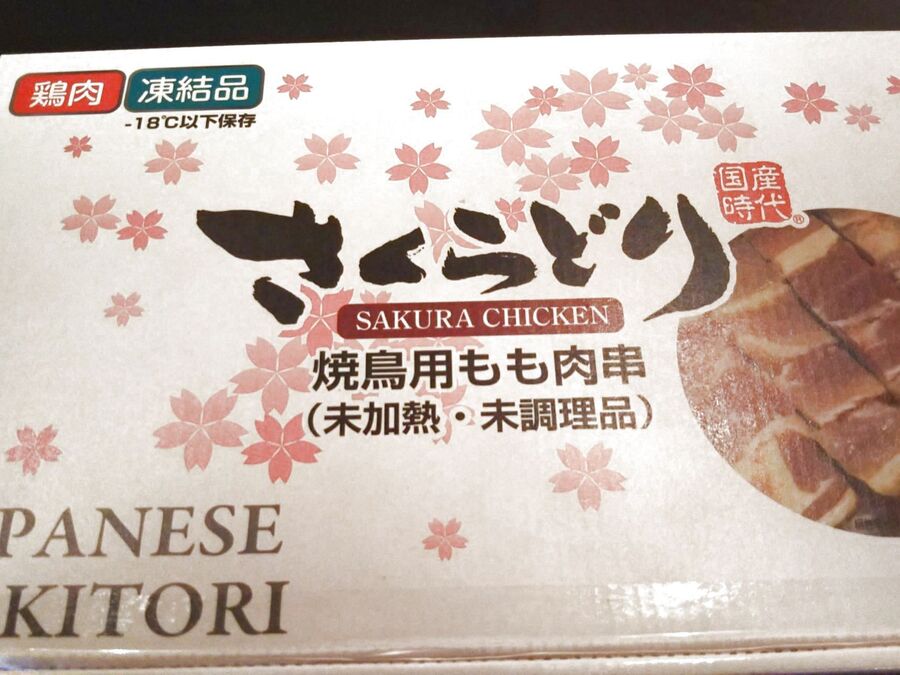 鶏肉 凍結品
-18℃以下保存
国産
時代®
さくらどり
SAKURA CHICKEN
焼鳥用もも肉串
(未加熱・未調理品)
PANESE
KITORI